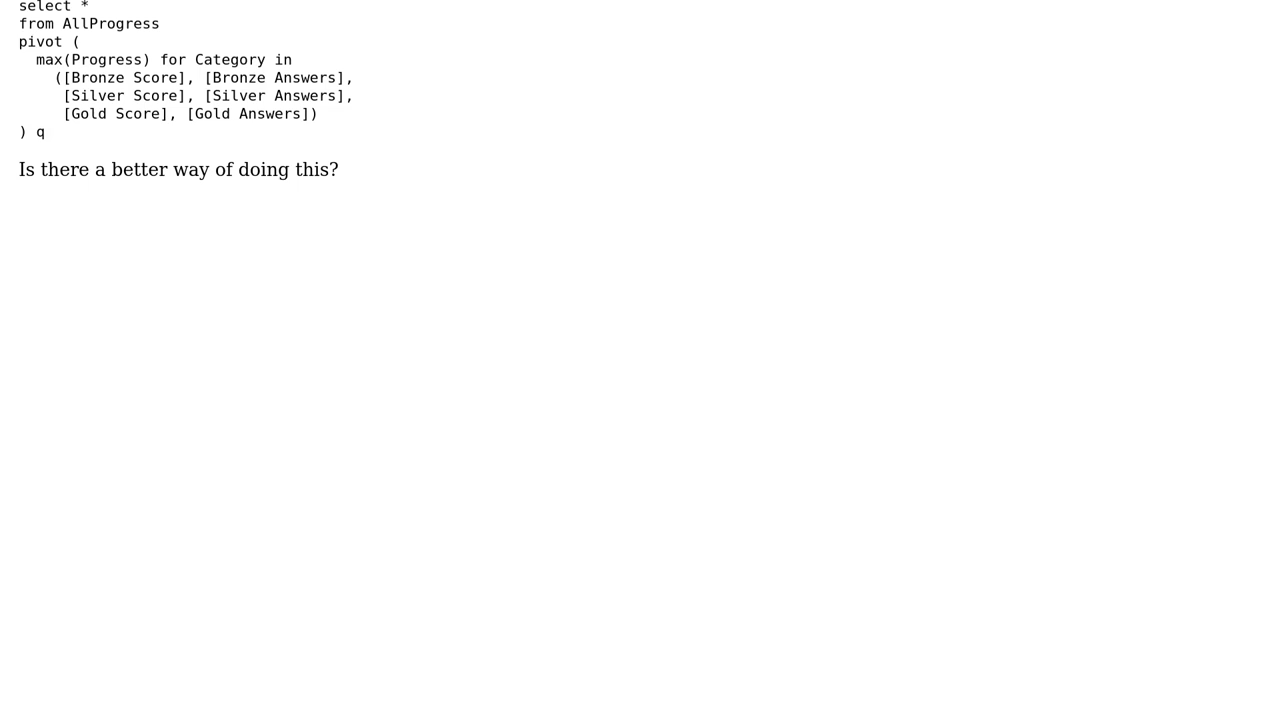 select *
from AllProgress
pivot (
  max(Progress) for Category in
    ([Bronze Score], [Bronze Answers],
     [Silver Score], [Silver Answers],
     [Gold Score], [Gold Answers])
) q
Is there a better way of doing this?